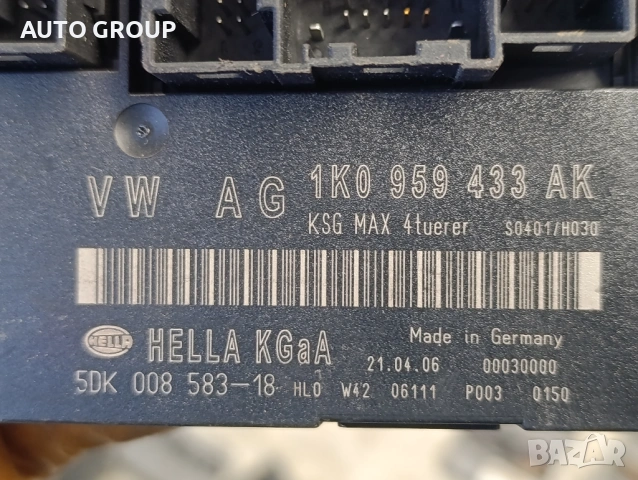 AUTO GROUP
VW AG 1K0 959 433 AK
KSG MAX 4tuerer S0401/H030
HELLA HELLA KGaA Made in Germany
21.04.06 00030000
5DK 008 583-18 HL0 W42 06111 P003 0150
BAZAR